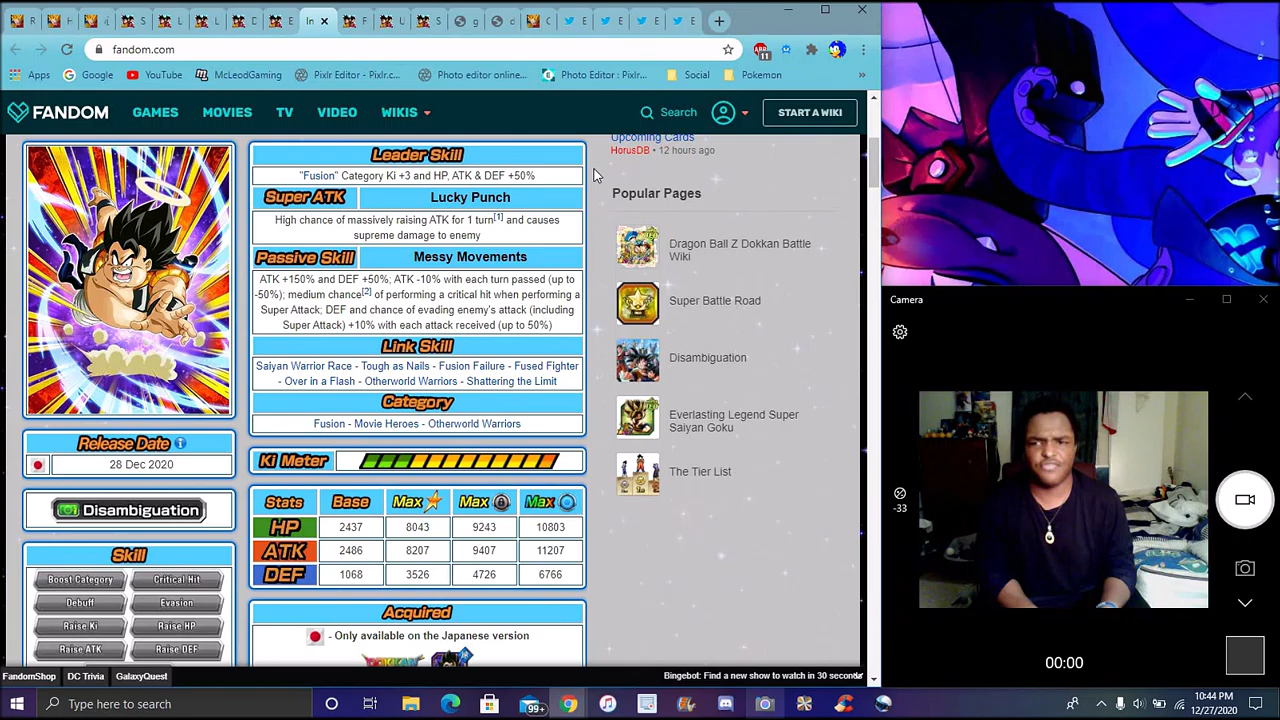 In
fandom.com
Apps
Google
YouTube
McLeodGaming
Pixlr Editor - Pixlr.c...
Photo editor online...
Photo Editor : Pixlr...
Social
Pokemon
»
FANDOM
GAMES
MOVIES
TV
VIDEO
WIKIS
Search
START A WIKI
Leader Skill
"Fusion" Category Ki +3 and HP, ATK & DEF +50%
Super ATK
Lucky Punch
High chance of massively raising ATK for 1 turn[1] and causes
supreme damage to enemy
Passive Skill
Messy Movements
ATK +150% and DEF +50%; ATK -10% with each turn passed (up to
-50%); medium chance[2] of performing a critical hit when performing a
Super Attack; DEF and chance of evading enemy's attack (including
Super Attack) +10% with each attack received (up to 50%)
Link Skill
Saiyan Warrior Race - Tough as Nails - Fusion Failure - Fused Fighter
- Over in a Flash - Otherworld Warriors - Shattering the Limit
Category
Fusion - Movie Heroes - Otherworld Warriors
Release Date
28 Dec 2020
Ki Meter
Disambiguation
Stats Base Max Max Max
HP 2437 8043 9243 10803
ATK 2486 8207 9407 11207
DEF 1068 3526 4726 6766
Skill
Boost Category
Critical Hit
Debuff
Evasion
Raise Ki
Raise HP
Raise ATK
Raise DEF
Acquired
- Only available on the Japanese version
Upcoming Cards
HorusDB • 12 hours ago
Popular Pages
Dragon Ball Z Dokkan Battle
Wiki
Super Battle Road
Disambiguation
Everlasting Legend Super
Saiyan Goku
The Tier List
FandomShop
DC Trivia
GalaxyQuest
Bingebot: Find a new show to watch in 30 seconds
Camera
-33
00:00
Type here to search
99+
10:44 PM
12/27/2020